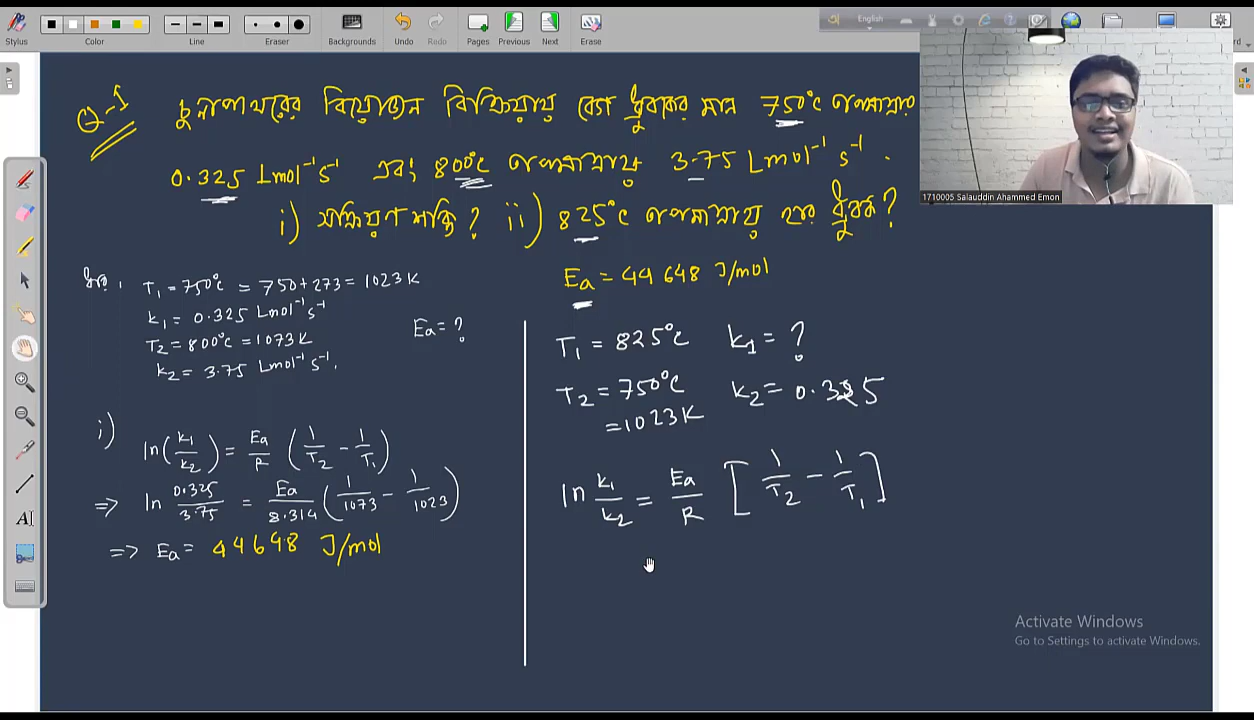 English
Stylus Color Line Eraser Backgrounds Undo Redo Pages Previous Next Erase
1710005 Salauddin Ahammed Emon
Q-1 চুনাপাথরের বিয়োজন বিক্রিয়ায় বেগ ধ্রুবকের মান 750°C তাপমাত্রায়
0.325 Lmol⁻¹s⁻¹ এবং 800°C তাপমাত্রায় 3.75 Lmol⁻¹ s⁻¹ .
i) সক্রিয়ণ শক্তি ? ii) 825°C তাপমাত্রায় হার ধ্রুবক ?
T₁ = 750°C = 750+273 = 1023 K
k₁ = 0.325 Lmol⁻¹s⁻¹
T₂ = 800°C = 1073 K
k₂ = 3.75 Lmol⁻¹s⁻¹.
Ea = ?
i) ln(k₁/k₂) = Ea/R (1/T₂ - 1/T₁)
=> ln 0.325/3.75 = Ea/8.314 (1/1073 - 1/1023)
=> Ea = 44648 J/mol
Ea = 44648 J/mol
T₁ = 825°C k₁ = ?
T₂ = 750°C k₂ = 0.325
= 1023 K
ln k₁/k₂ = Ea/R [1/T₂ - 1/T₁]
Activate Windows
Go to Settings to activate Windows.